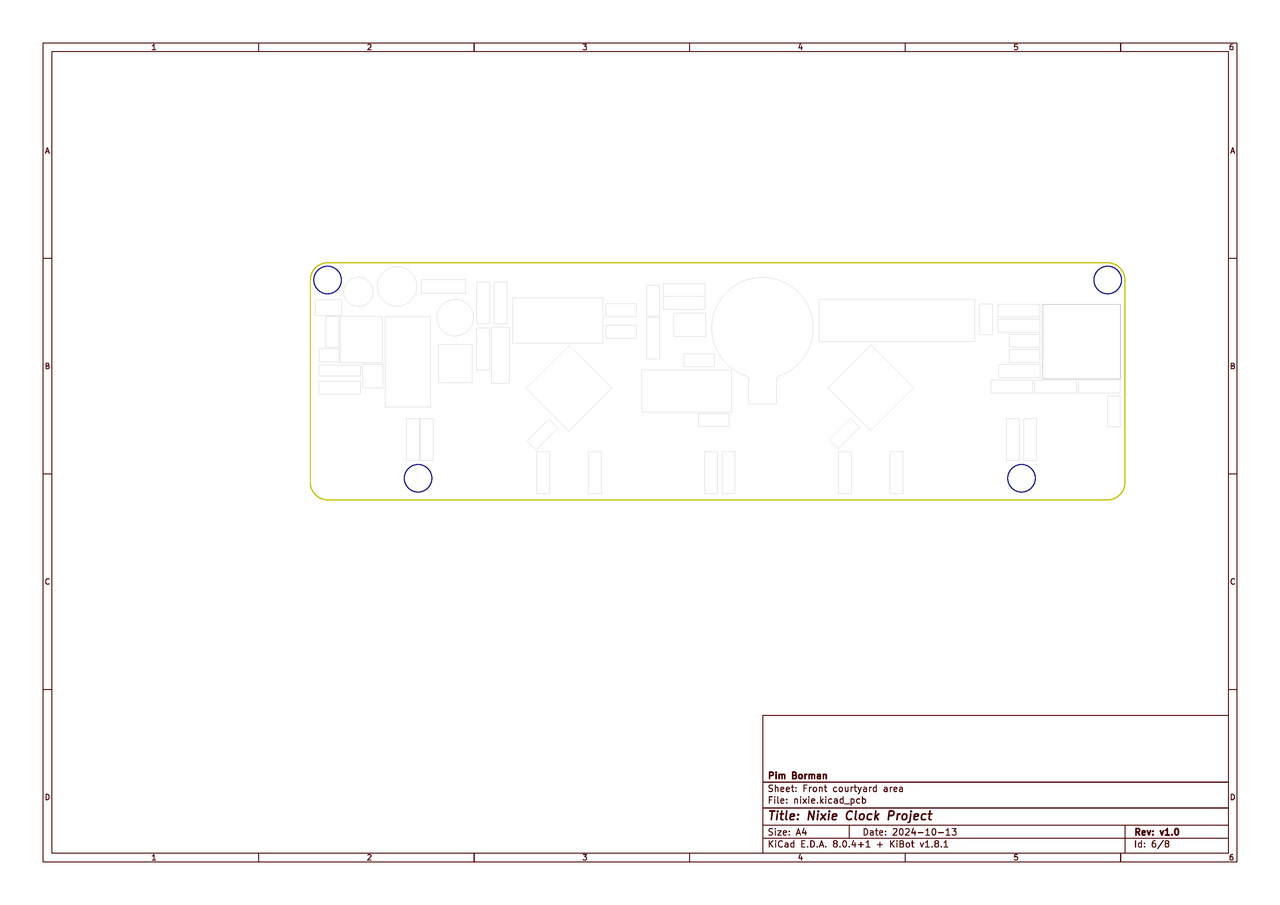 1 2 3 4 5 6
A A
B B
C C
D D
Pim Borman
Sheet: Front courtyard area
File: nixie.kicad_pcb
Title: Nixie Clock Project
Size: A4 Date: 2024-10-13 Rev: v1.0
KiCad E.D.A. 8.0.4+1 + KiBot v1.8.1 Id: 6/8
1 2 3 4 5 6